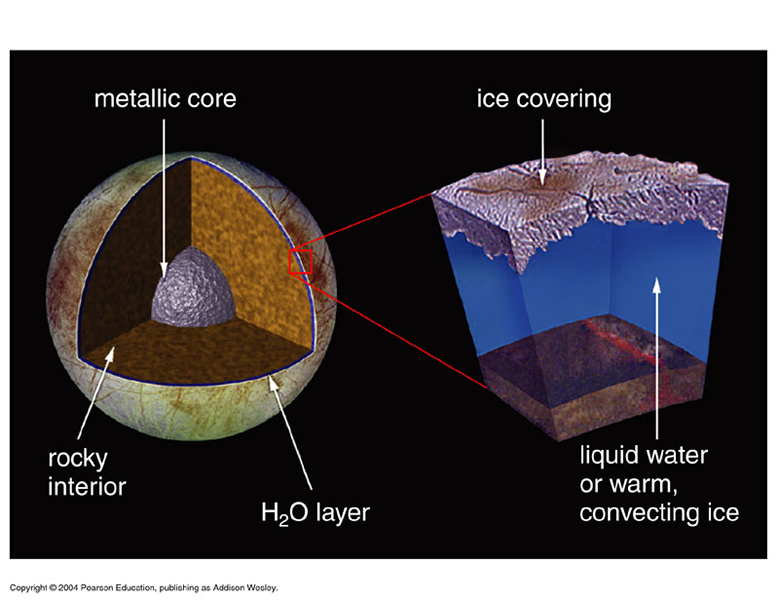 metallic core
ice covering
rocky
interior
H₂O layer
liquid water
or warm,
convecting ice
Copyright © 2004 Pearson Education, publishing as Addison Wesley.